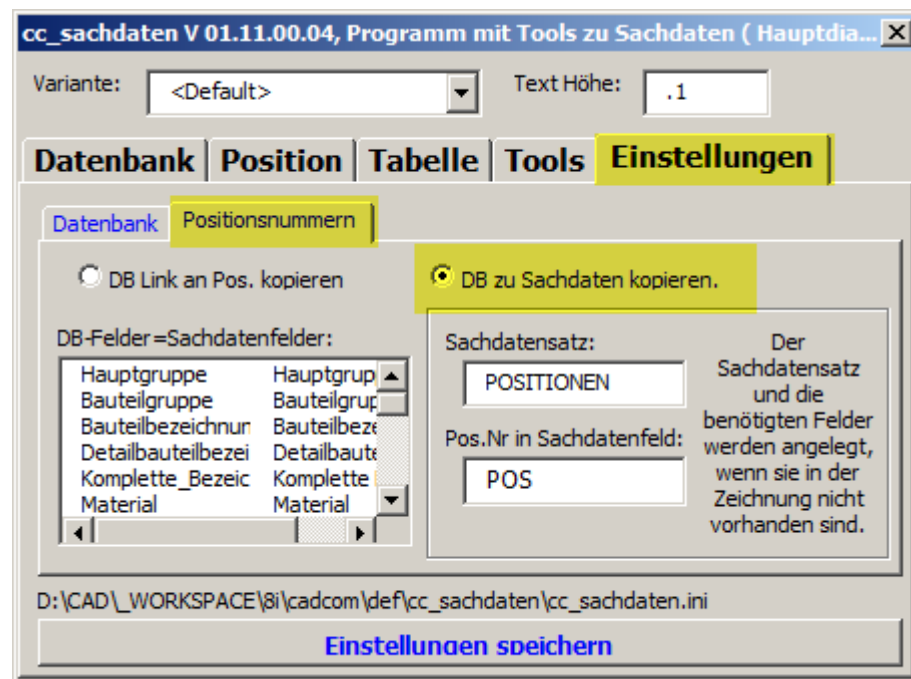 cc_sachdaten V 01.11.00.04, Programm mit Tools zu Sachdaten ( Hauptdia...
Variante: <Default> Text Höhe: .1
Datenbank Position Tabelle Tools Einstellungen
Datenbank Positionsnummern
DB Link an Pos. kopieren DB zu Sachdaten kopieren.
DB-Felder=Sachdatenfelder:
Hauptgruppe Hauptgrup
Bauteilgruppe Bauteilgrup
Bauteilbezeichnur Bauteilbeze
Detailbauteilbezei Detailbaute
Komplette_Bezeic Komplette
Material Material
Sachdatensatz:
POSITIONEN
Pos.Nr in Sachdatenfeld:
POS
Der
Sachdatensatz
und die
benötigten Felder
werden angelegt,
wenn sie in der
Zeichnung nicht
vorhanden sind.
D:\CAD\_WORKSPACE\8i\cadcom\def\cc_sachdaten\cc_sachdaten.ini
Einstellungen speichern